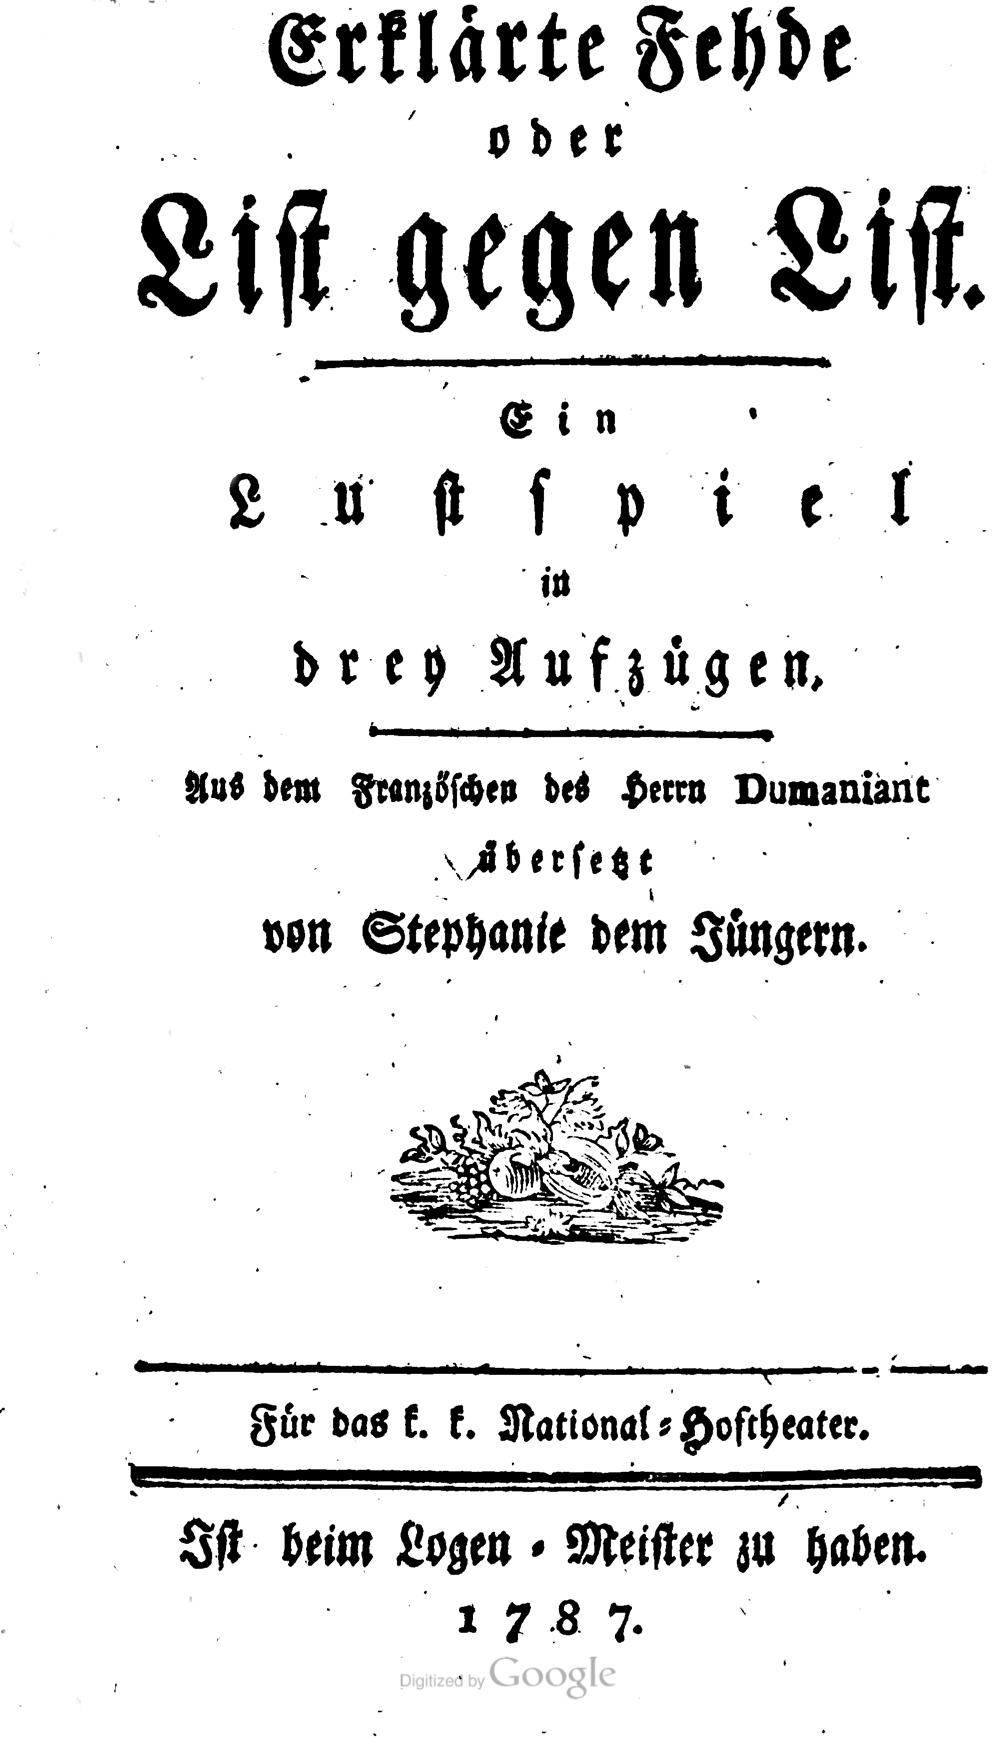 Erklärte Fehde
oder
List gegen List.
Ein
Lustspiel
in
drey Aufzügen,
Aus dem Französchen des Herrn Dumaniant
übersetzt
von Stephanie dem Jüngern.
Für das k. k. National-Hoftheater.
Ist beim Logen-Meister zu haben.
1787.
Digitized by Google